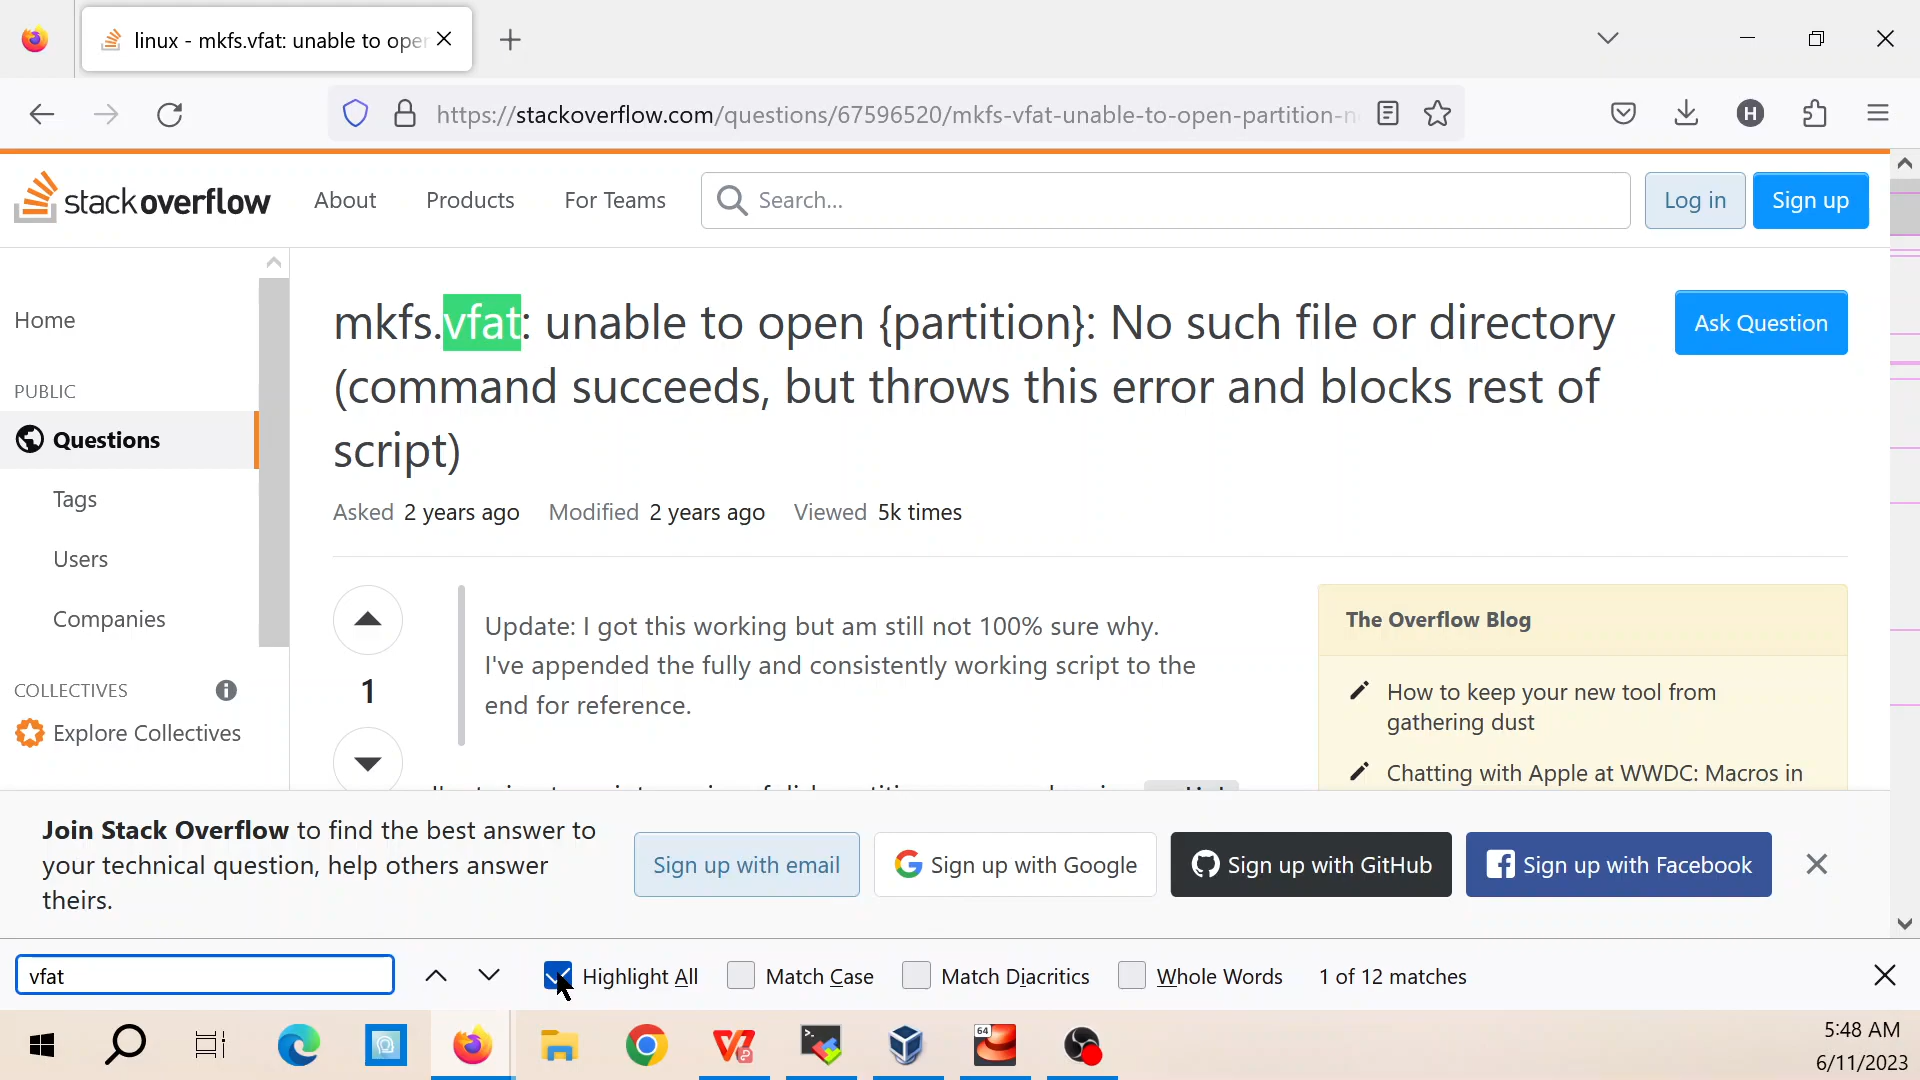 linux - mkfs.vfat: unable to oper
https://stackoverflow.com/questions/67596520/mkfs-vfat-unable-to-open-partition-n
stackoverflow
About
Products
For Teams
Search...
Log in
Sign up
Home
PUBLIC
Questions
Tags
Users
Companies
COLLECTIVES
Explore Collectives
mkfs.vfat: unable to open {partition}: No such file or directory
(command succeeds, but throws this error and blocks rest of
script)
Ask Question
Asked 2 years ago Modified 2 years ago Viewed 5k times
1
Update: I got this working but am still not 100% sure why.
I've appended the fully and consistently working script to the
end for reference.
The Overflow Blog
How to keep your new tool from
gathering dust
Chatting with Apple at WWDC: Macros in
Join Stack Overflow to find the best answer to
your technical question, help others answer
theirs.
Sign up with email
Sign up with Google
Sign up with GitHub
Sign up with Facebook
vfat
Highlight All
Match Case
Match Diacritics
Whole Words
1 of 12 matches
64
5:48 AM
6/11/2023